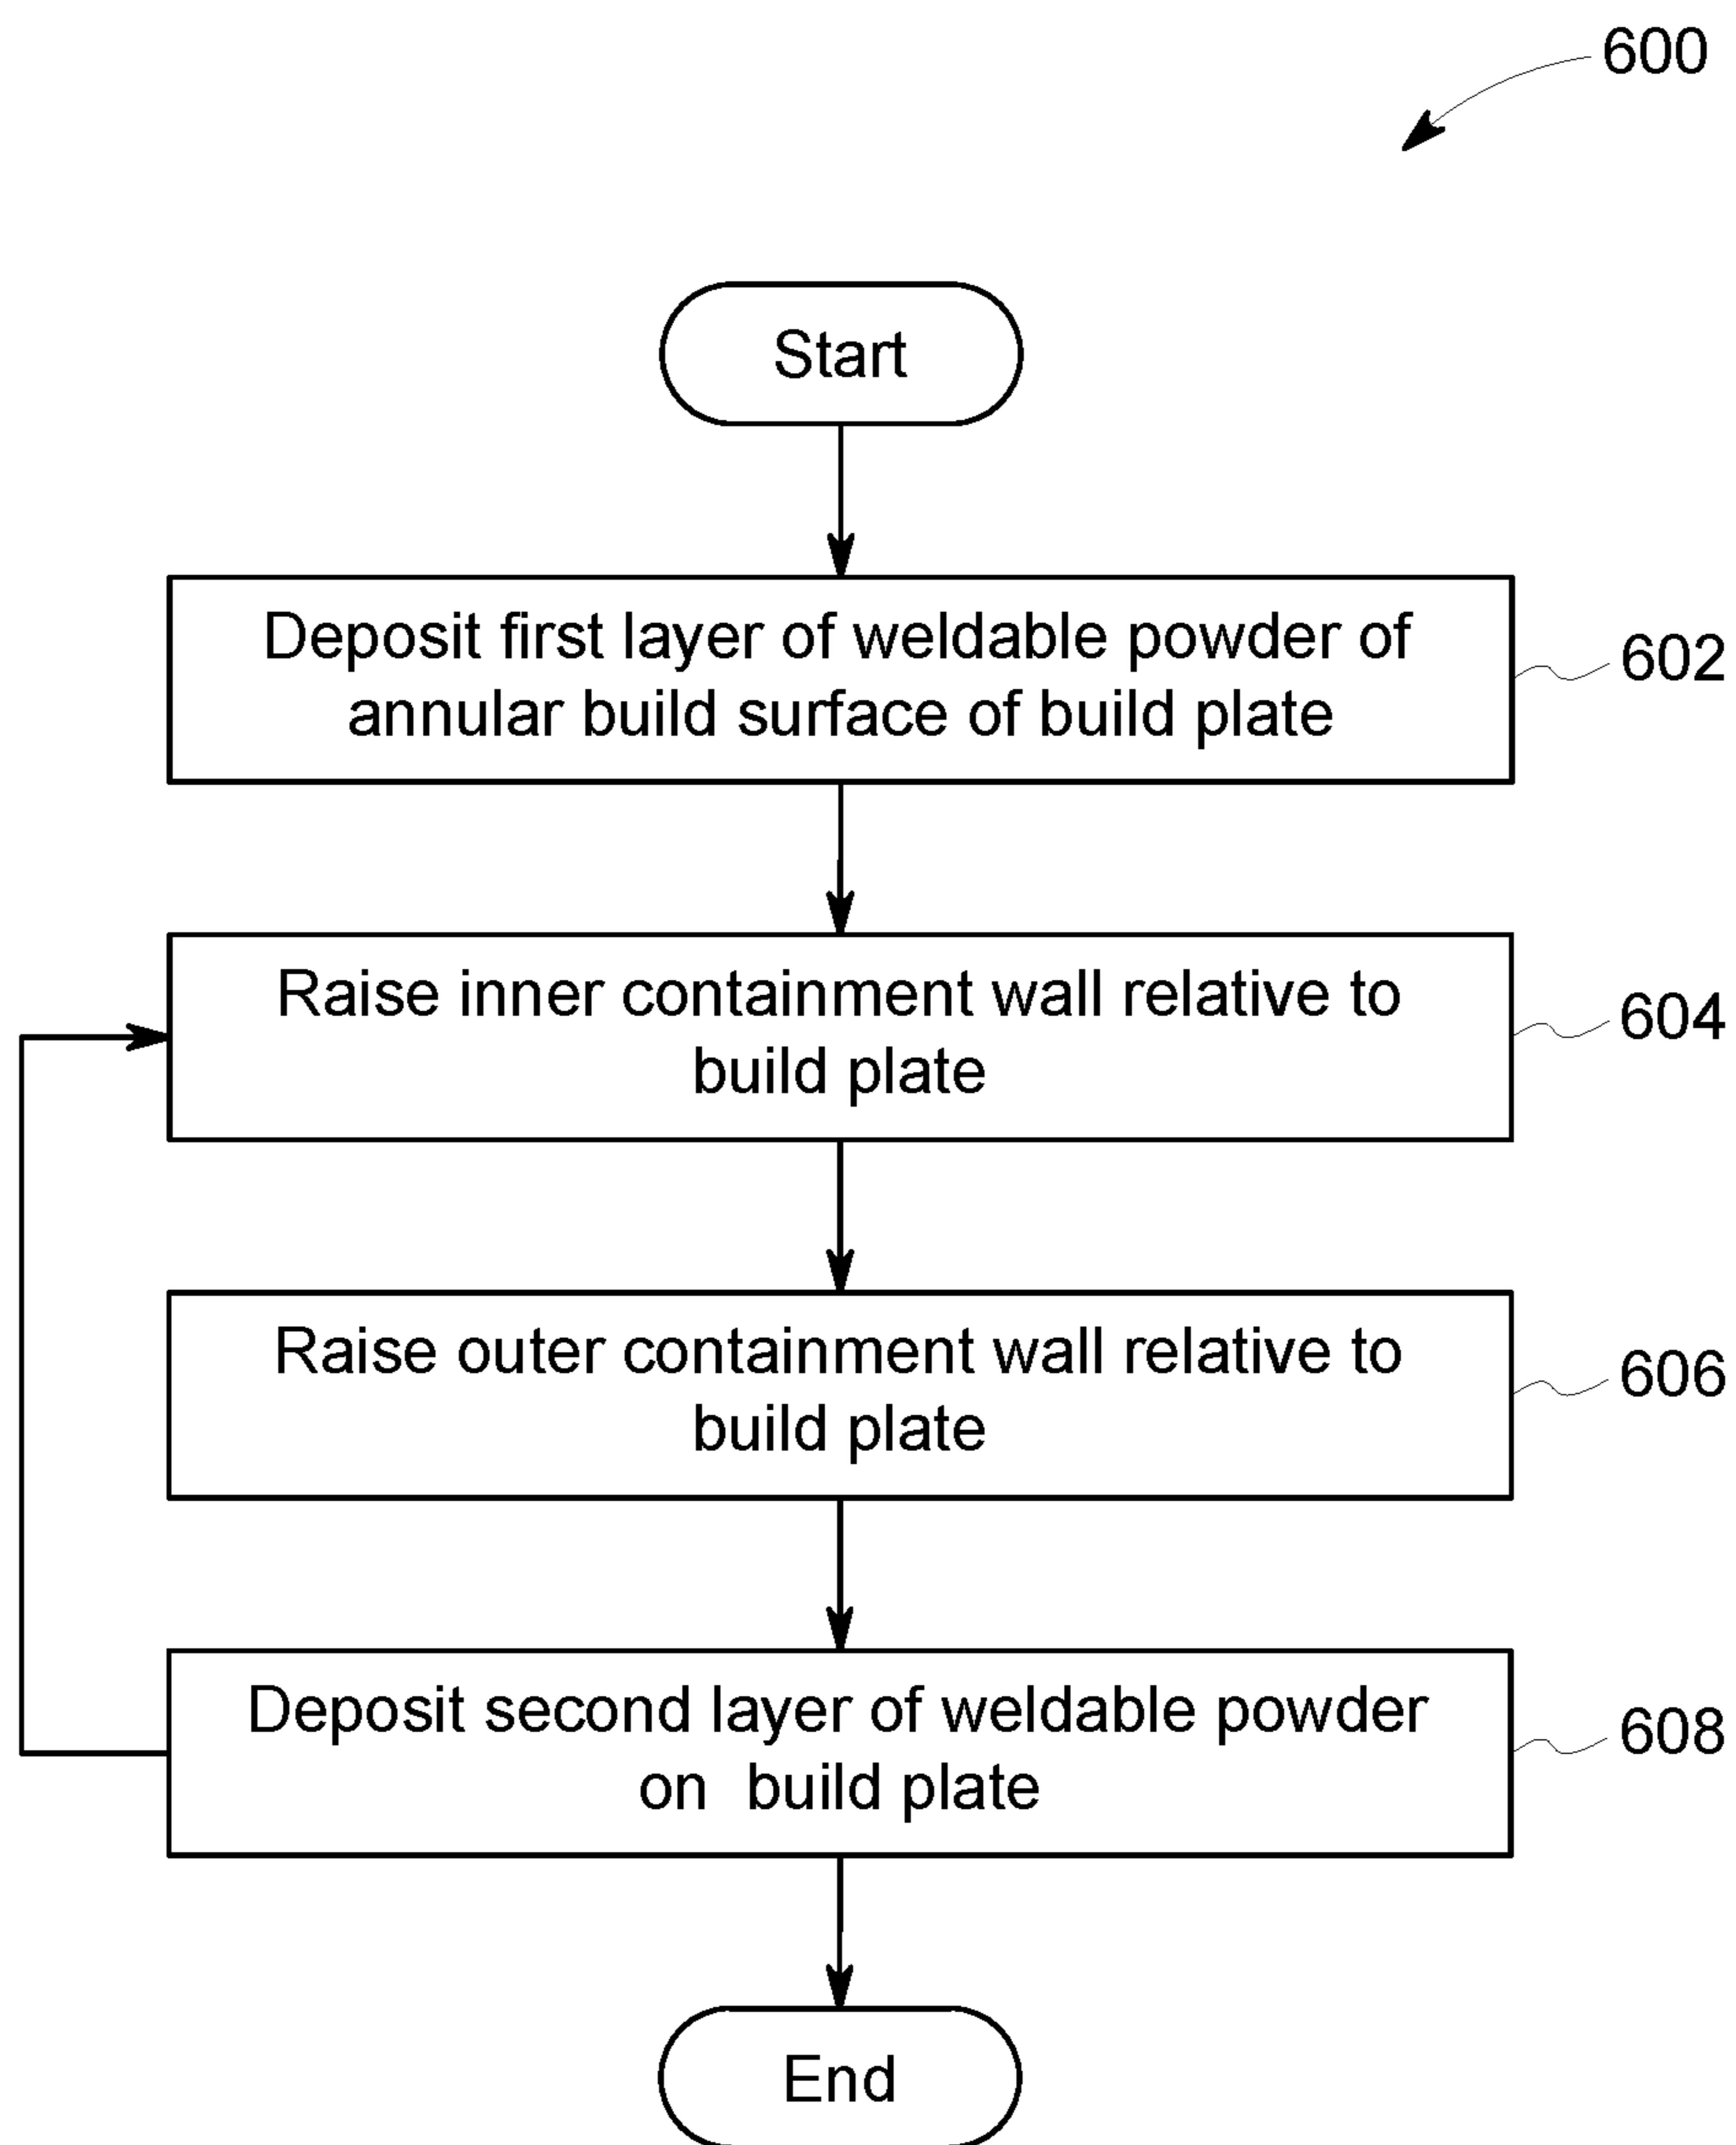 600
Start
Deposit first layer of weldable powder of
annular build surface of build plate
602
Raise inner containment wall relative to
build plate
604
Raise outer containment wall relative to
build plate
606
Deposit second layer of weldable powder
on  build plate
608
End